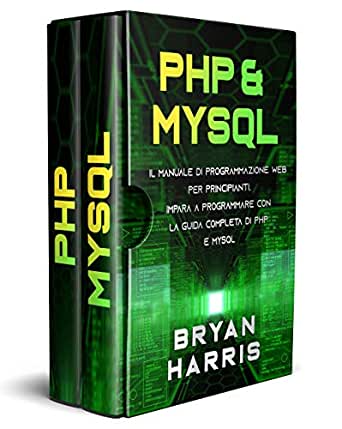 PHP
MYSQL
PHP &
MYSQL
IL MANUALE DI PROGRAMMAZIONE WEB
PER PRINCIPIANTI.
IMPARA A PROGRAMMARE CON
LA GUIDA COMPLETA DI PHP
E MYSQL
BRYAN
HARRIS